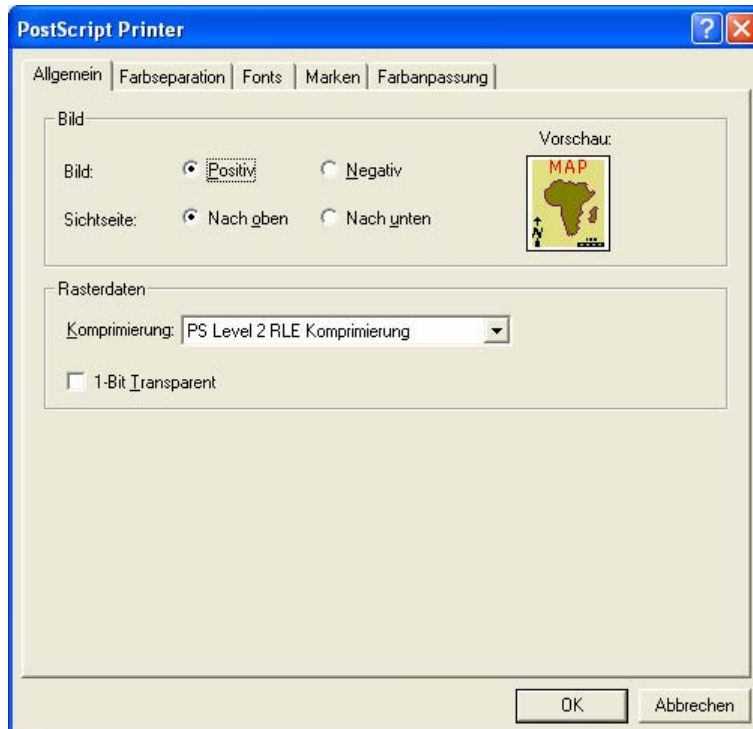 PostScript Printer
Allgemein Farbseparation Fonts Marken Farbanpassung
Bild
Vorschau:
Bild: Positiv Negativ
MAP
Sichtseite: Nach oben Nach unten
N
Rasterdaten
Komprimierung: PS Level 2 RLE Komprimierung
1-Bit Transparent
OK Abbrechen